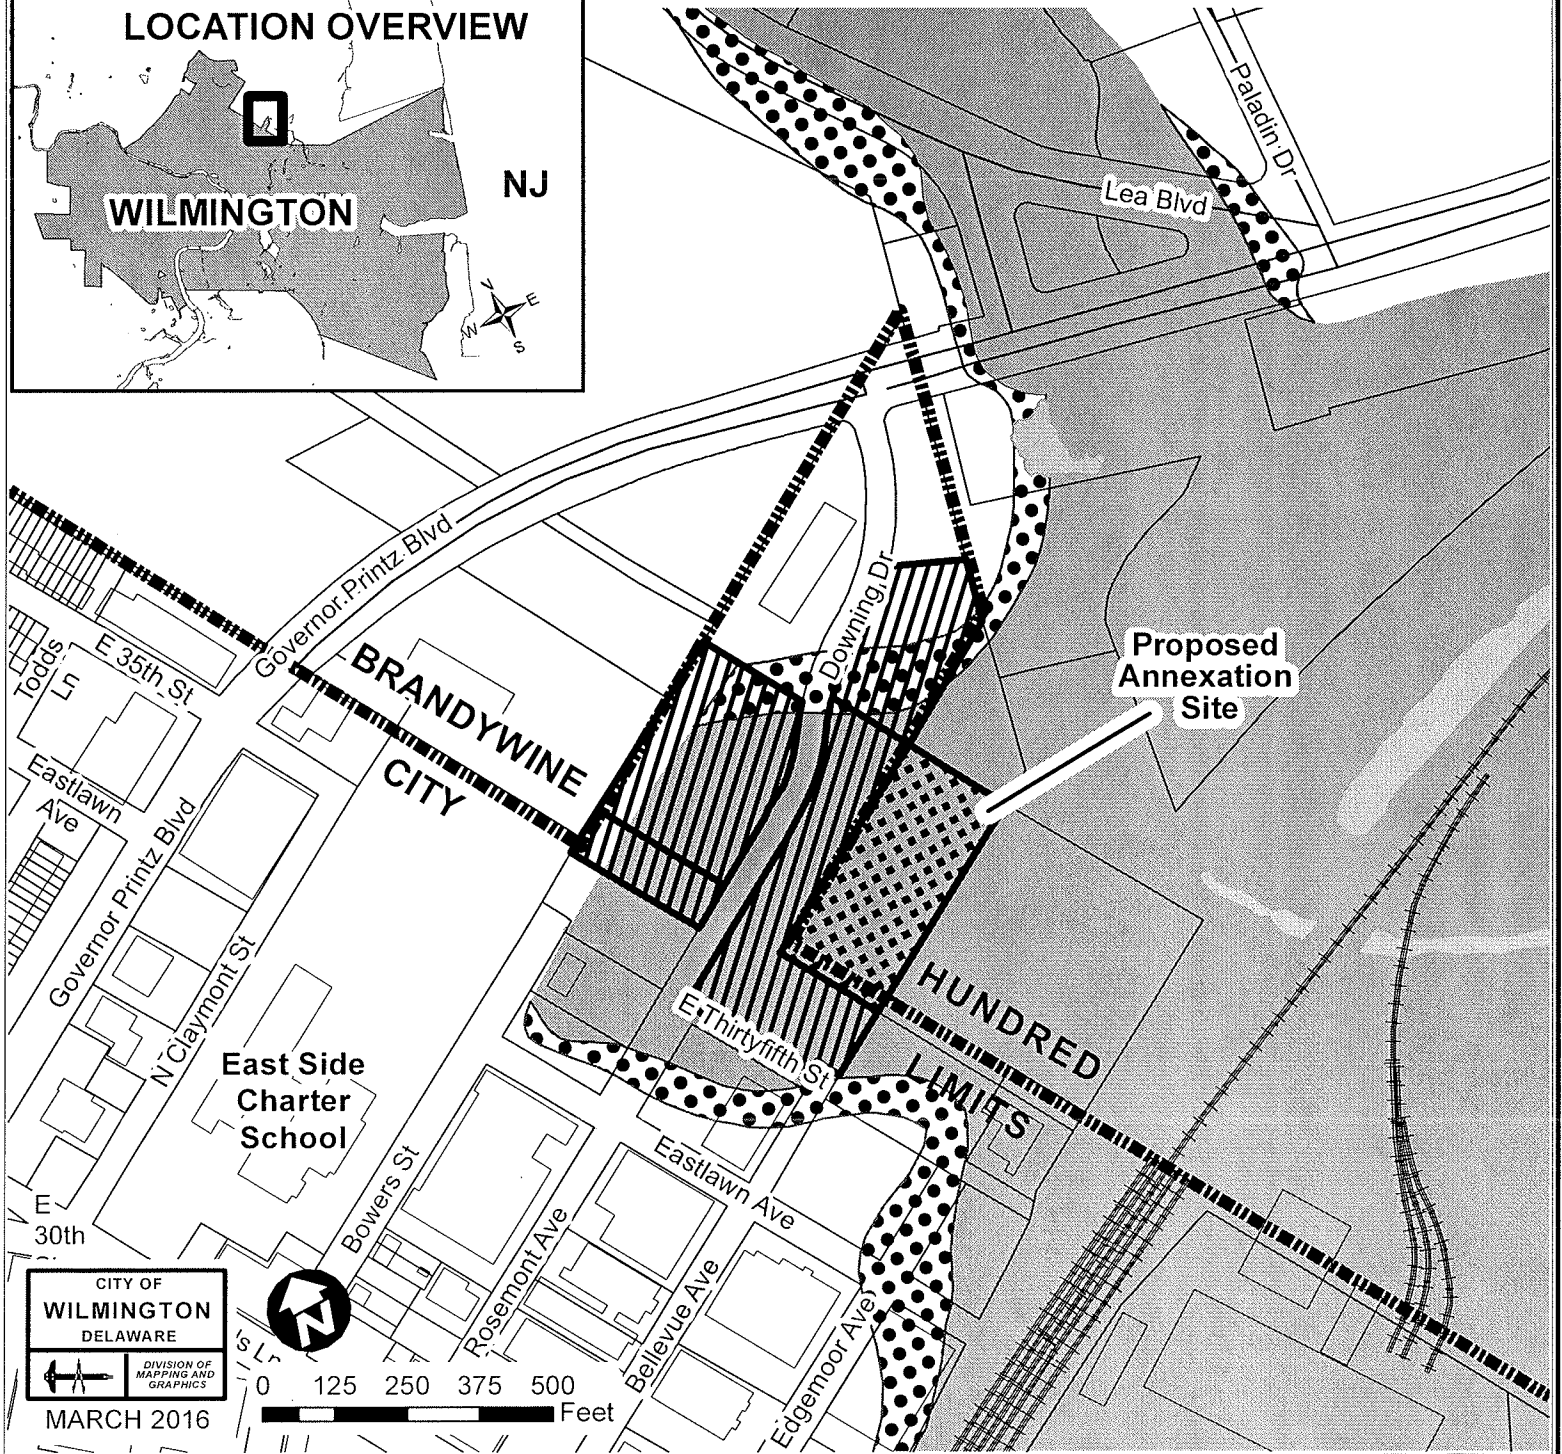 LOCATION OVERVIEW
NJ
WILMINGTON
E
W
S
Paladin Dr
Lea Blvd
Governor Printz Blvd
Downing Dr
E 35th St
Todds
Ln
BRANDYWINE
CITY
Proposed
Annexation
Site
Eastlawn
Ave
Governor Printz Blvd
N Claymont St
HUNDRED
LIMITS
E Thirtyfifth St
East Side
Charter
School
Bowers St
Eastlawn Ave
Rosemont Ave
Bellevue Ave
Edgemoor Ave
E
30th
CITY OF
WILMINGTON
DELAWARE
DIVISION OF
MAPPING AND
GRAPHICS
MARCH 2016
N
s Ln
0 125 250 375 500
Feet